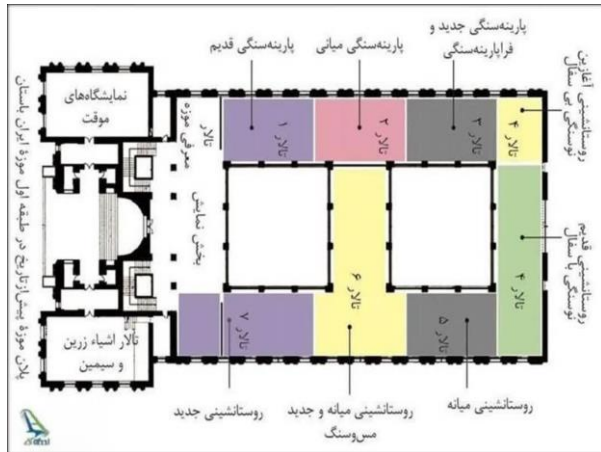 پارینه‌سنگی جدید و
فراپارینه‌سنگی
پارینه‌سنگی میانی
پارینه‌سنگی قدیم
روستانشینی آغازین
نوسنگی بی سفال
نمایشگاه‌های
موقت
تالار
معرفی موزه
تالار ۱
تالار ۲
تالار ۳
تالار ۴
روستانشینی قدیم
نوسنگی با سفال
تالار ۴
بخش نمایش
تالار ۶
تالار ۵
تالار ۷
تالار اشیاء زرین
و سیمین
روستانشینی میانه
روستانشینی میانه و جدید
مس‌وسنگ
روستانشینی جدید
پلان موزهٔ پیش‌ازتاریخ در طبقه اول موزهٔ ایران باستان